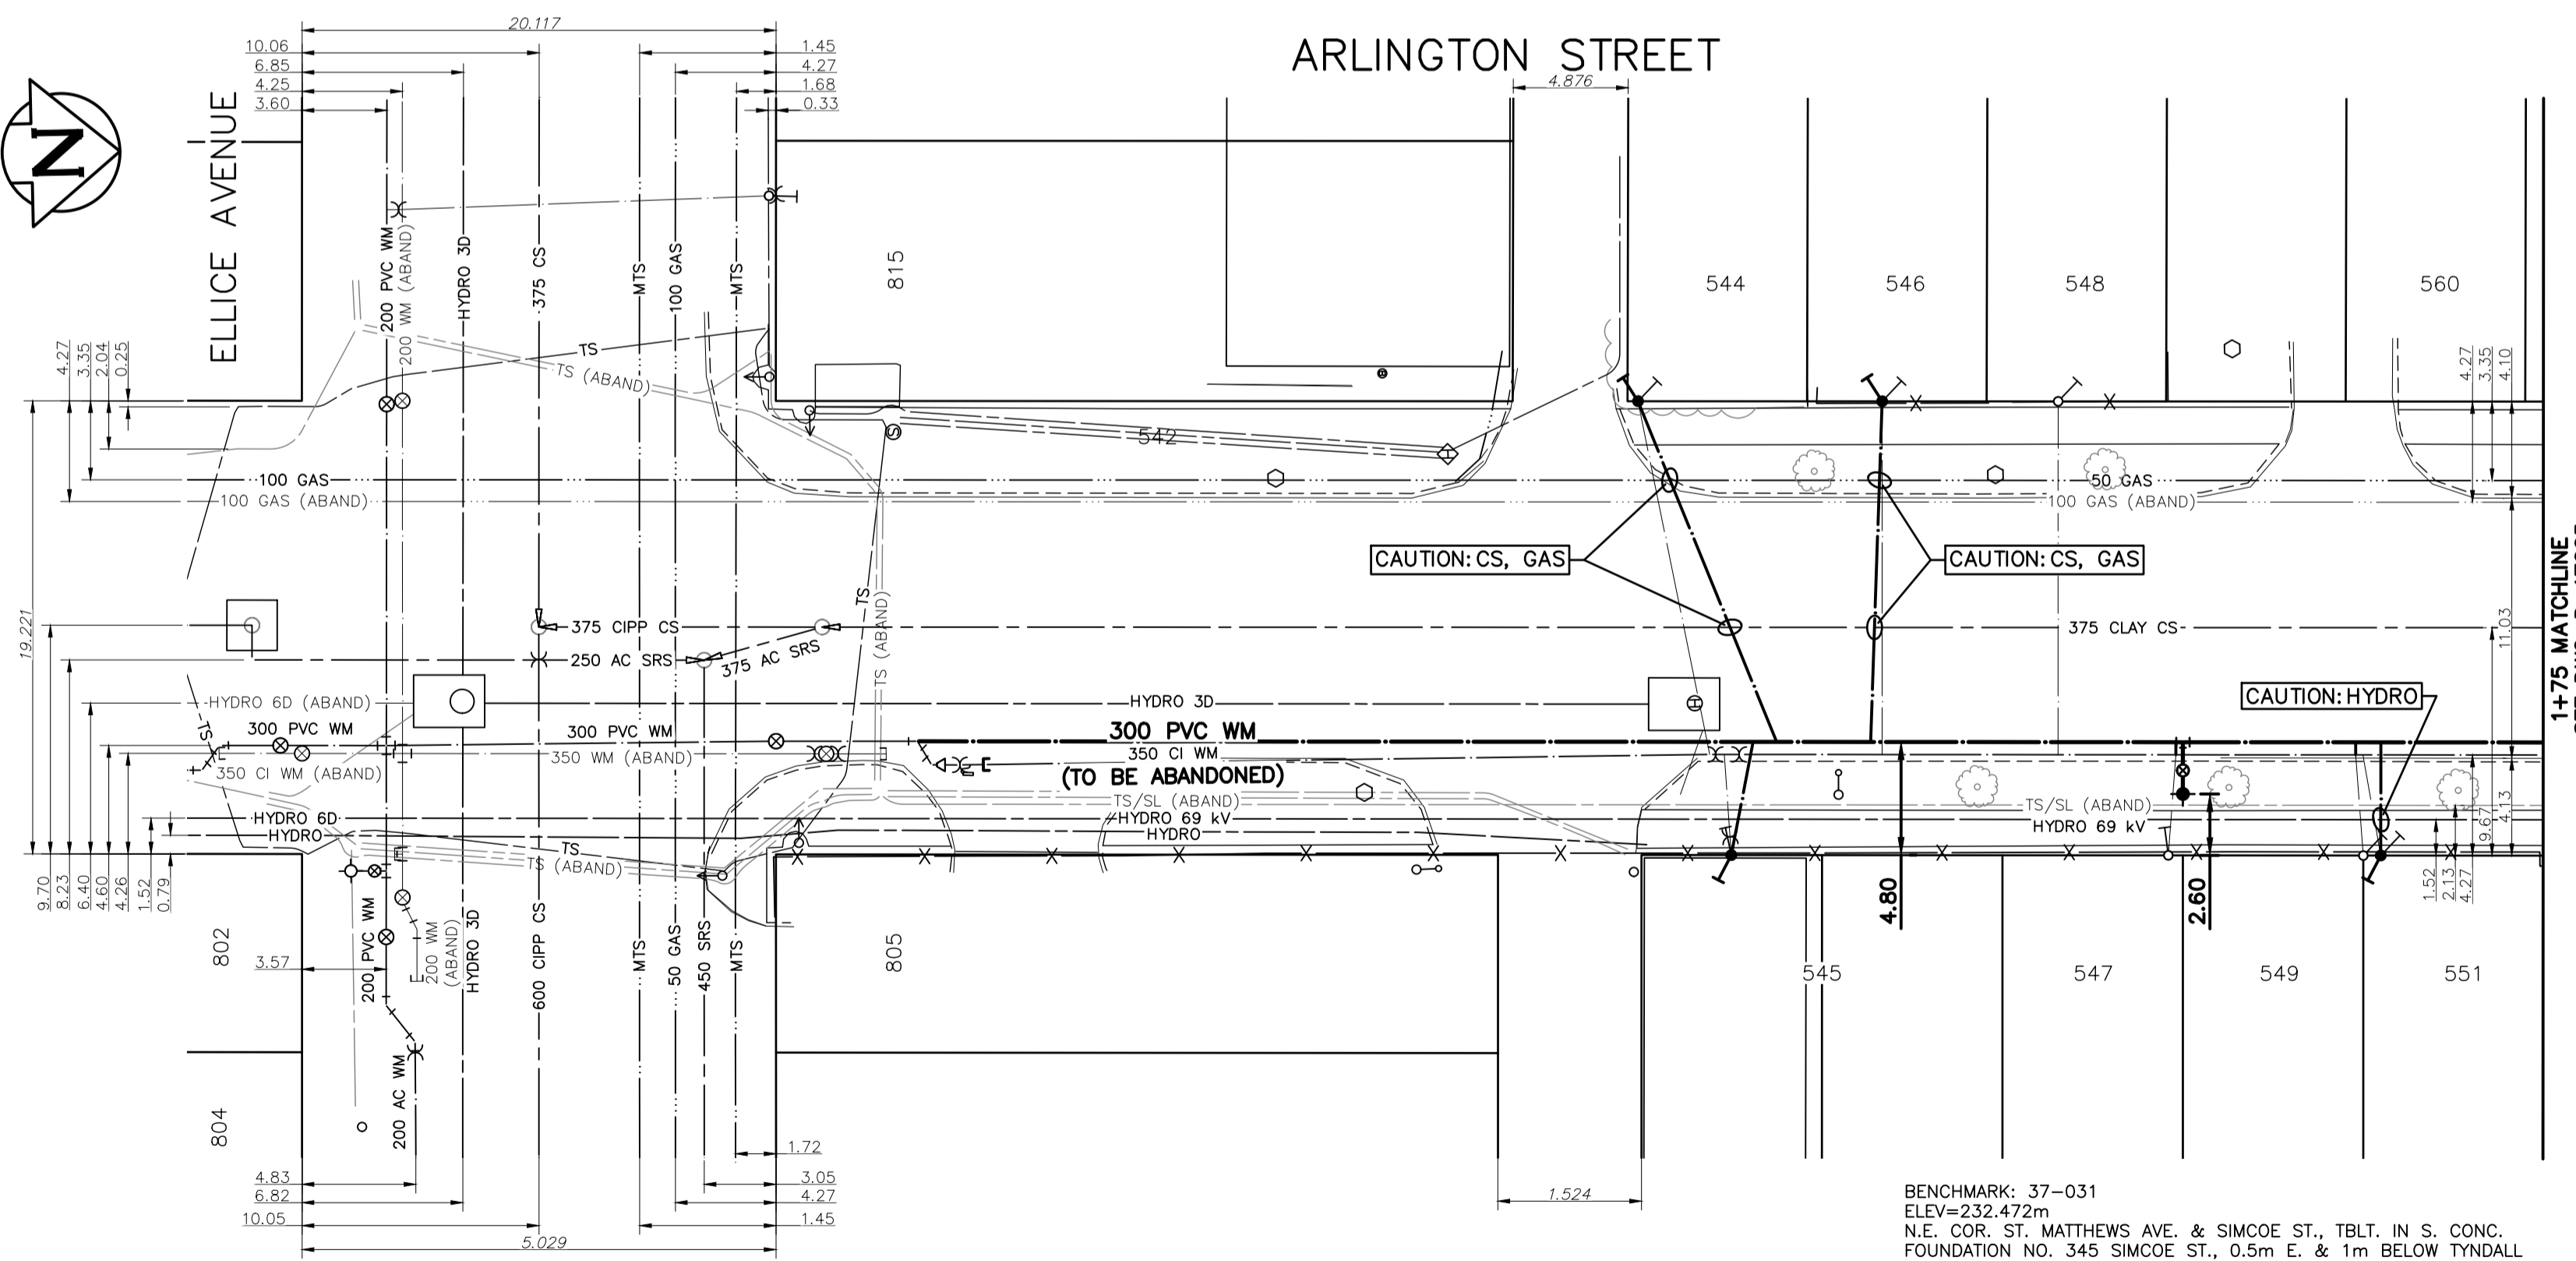 ARLINGTON STREET
20.117
10.06
6.85
4.25
3.60
1.45
4.27
1.68
0.33
4.876
N
ELLICE AVENUE
200 PVC WM
200 WM (ABAND)
HYDRO 3D
375 CS
MTS
100 GAS
MTS
815
544
546
548
560
4.27
3.35
2.04
0.25
4.27
3.35
4.10
TS
TS (ABAND)
542
S
H
100 GAS
50 GAS
100 GAS (ABAND)
100 GAS (ABAND)
CAUTION: CS, GAS
CAUTION: CS, GAS
1+75 MATCHLINE
19.221
TS
TS (ABAND)
11.03
375 CIPP CS
375 CLAY CS
250 AC SRS
375 AC SRS
HYDRO 6D (ABAND)
HYDRO 3D
H
CAUTION: HYDRO
TS
300 PVC WM
300 PVC WM
300 PVC WM
350 CI WM
350 WM (ABAND)
350 CI WM (ABAND)
(TO BE ABANDONED)
TS/SL (ABAND)
TS/SL (ABAND)
HYDRO 6D
HYDRO 69 kV
HYDRO 69 kV
HYDRO
HYDRO
9.67
4.13
TS
TS (ABAND)
9.70
8.23
6.40
4.60
4.26
1.52
0.79
1.52
2.13
4.27
4.80
2.60
802
3.57
200 PVC WM
200 WM
(ABAND)
HYDRO 3D
600 CIPP CS
MTS
50 GAS
450 SRS
MTS
805
545
547
549
551
804
200 AC WM
1.72
4.83
6.82
10.05
3.05
4.27
1.45
5.029
1.524
BENCHMARK: 37-031
ELEV=232.472m
N.E. COR. ST. MATTHEWS AVE. & SIMCOE ST., TBLT. IN S. CONC.
FOUNDATION NO. 345 SIMCOE ST., 0.5m E. & 1m BELOW TYNDALL